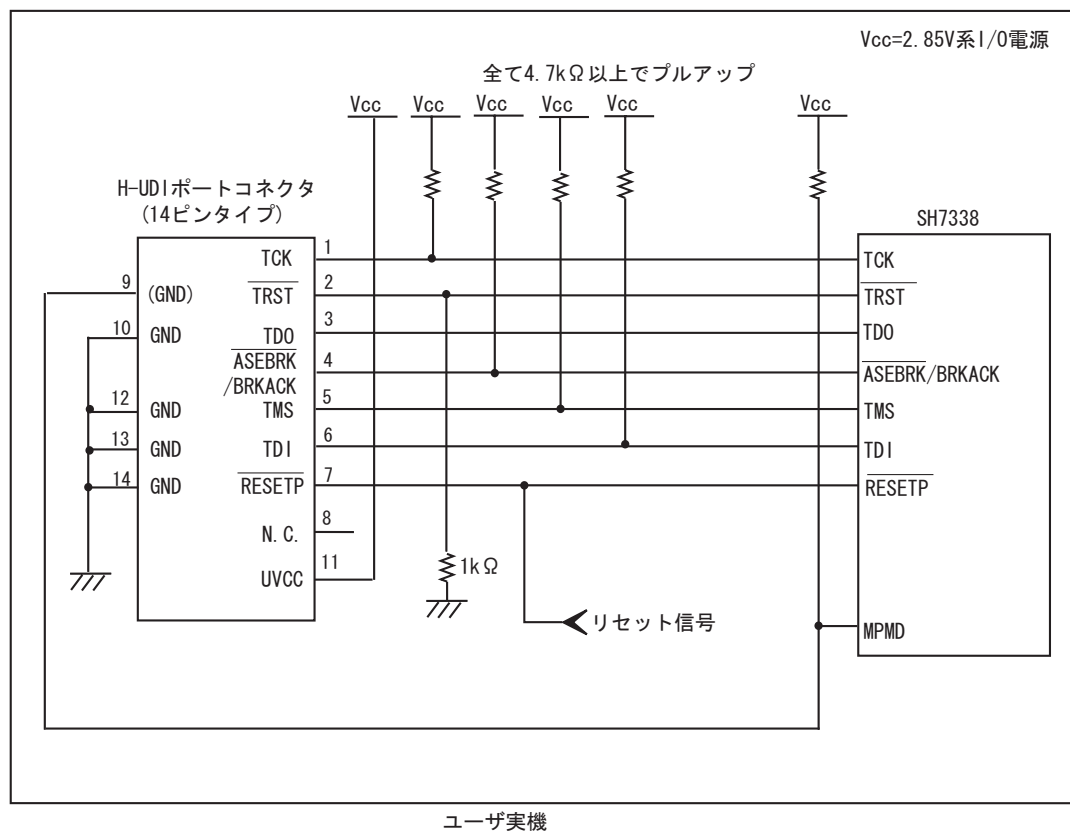 Vcc=2.85V系I/O電源
全て4.7kΩ以上でプルアップ
Vcc Vcc Vcc Vcc Vcc Vcc
H-UDIポートコネクタ
(14ピンタイプ)
SH7338
TCK 1 TCK
9 (GND) TRST 2 TRST
10 GND TDO 3 TDO
ASEBRK
/BRKACK 4 ASEBRK/BRKACK
12 GND TMS 5 TMS
13 GND TDI 6 TDI
14 GND RESETP 7 RESETP
N.C. 8
UVCC 11
1kΩ
リセット信号
MPMD
ユーザ実機